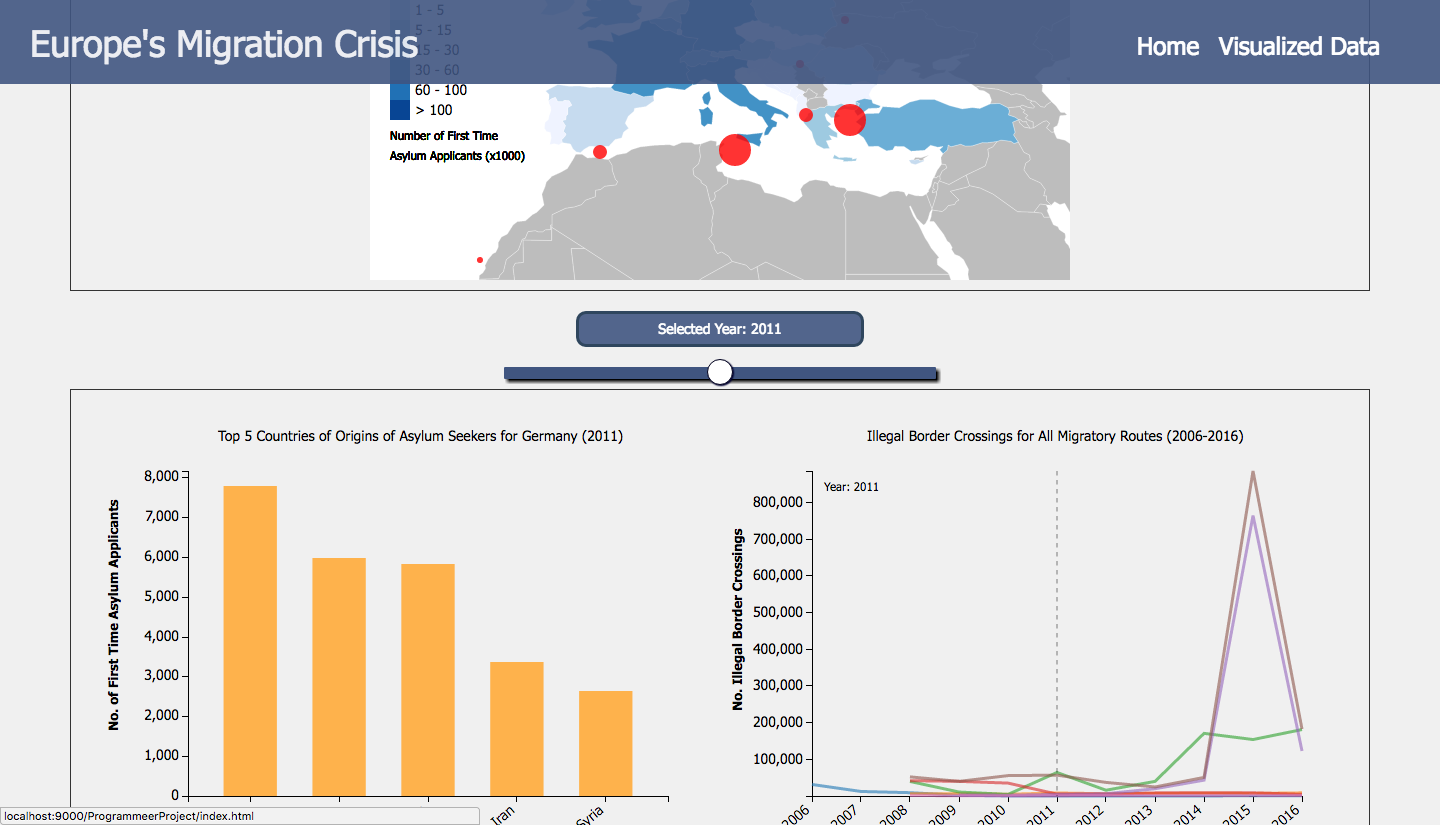 Europe's Migration Crisis
Home Visualized Data
1 - 5
5 - 15
15 - 30
30 - 60
60 - 100
> 100
Number of First Time
Asylum Applicants (x1000)
Selected Year: 2011
Top 5 Countries of Origins of Asylum Seekers for Germany (2011)
No. of First Time Asylum Applicants
8,000
7,000
6,000
5,000
4,000
3,000
2,000
1,000
0
Iran
Syria
Illegal Border Crossings for All Migratory Routes (2006-2016)
Year: 2011
No. Illegal Border Crossings
800,000
700,000
600,000
500,000
400,000
300,000
200,000
100,000
2006
2007
2008
2009
2010
2011
2012
2013
2014
2015
2016
localhost:9000/ProgrammeerProject/index.html